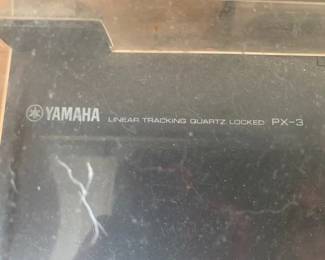 YAMAHA LINEAR TRACKING QUARTZ LOCKED PX-3